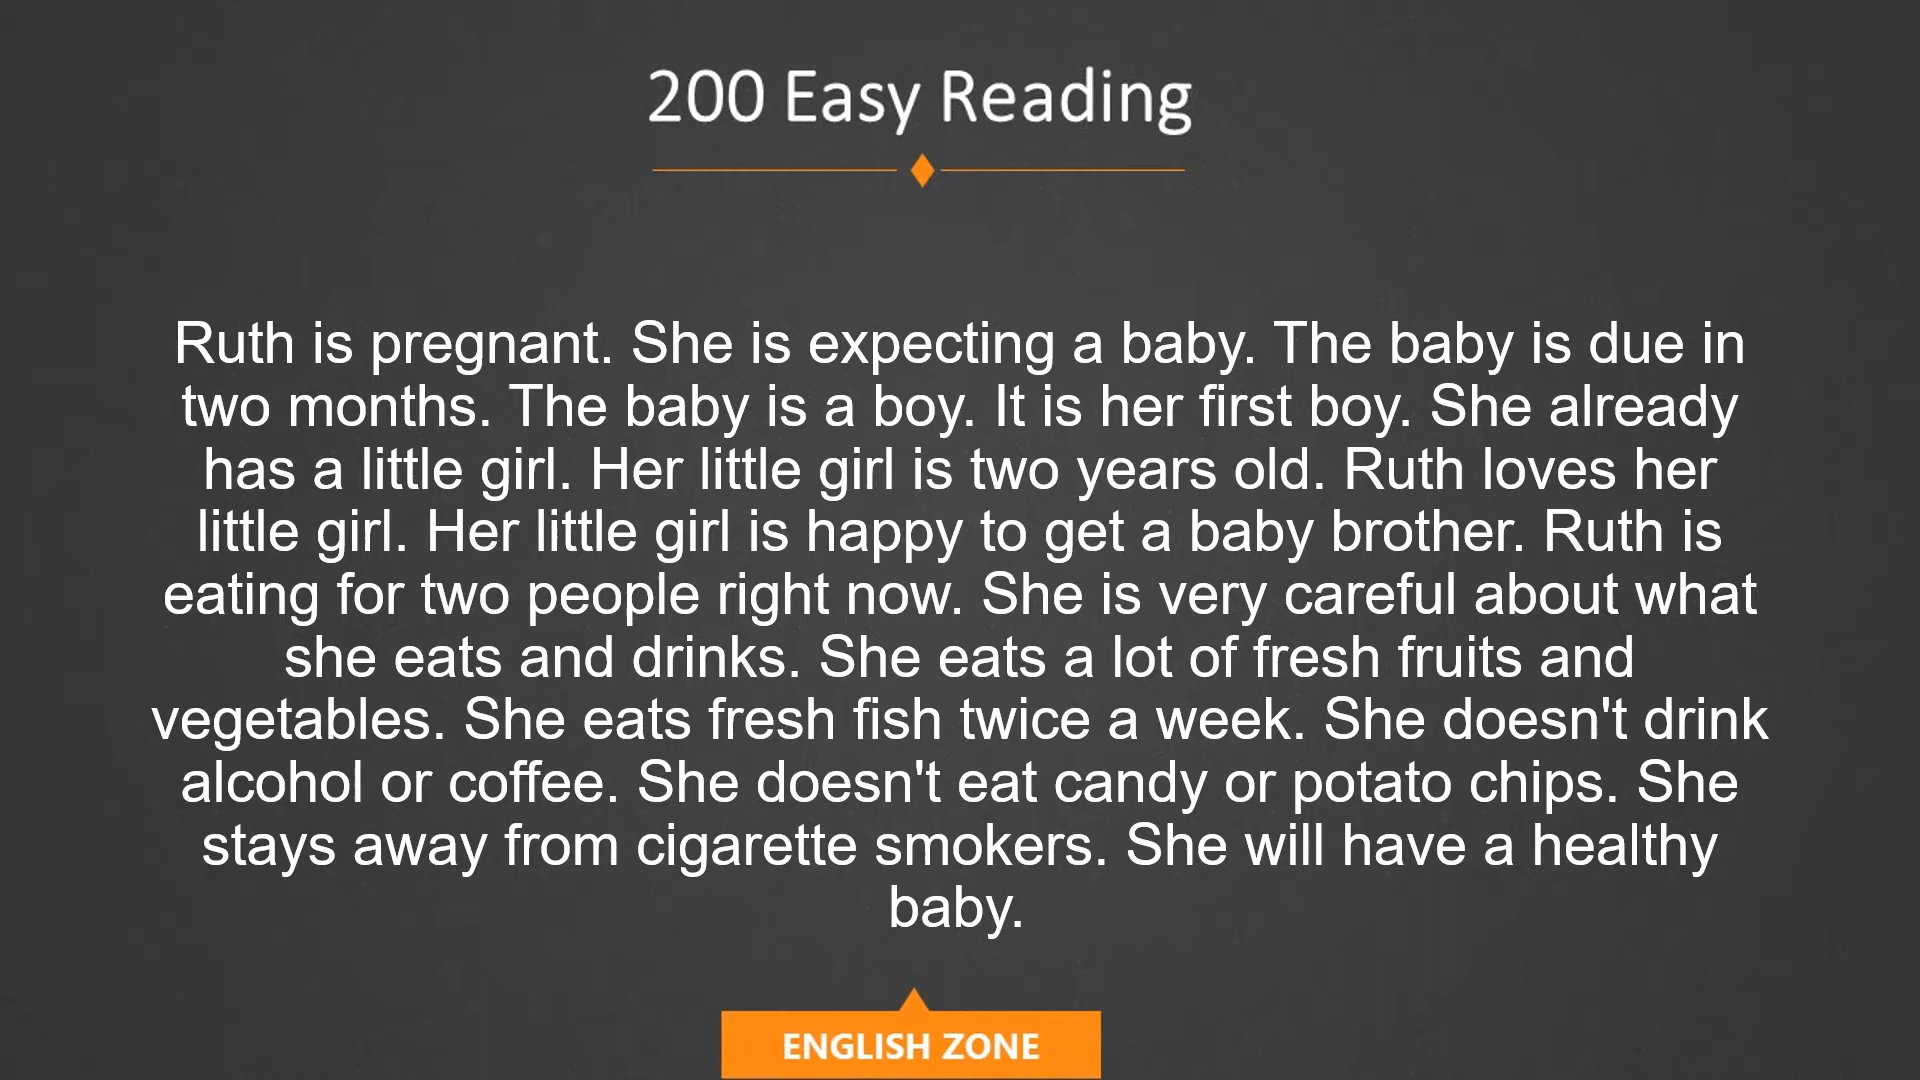 200 Easy Reading
Ruth is pregnant. She is expecting a baby. The baby is due in
two months. The baby is a boy. It is her first boy. She already
has a little girl. Her little girl is two years old. Ruth loves her
little girl. Her little girl is happy to get a baby brother. Ruth is
eating for two people right now. She is very careful about what
she eats and drinks. She eats a lot of fresh fruits and
vegetables. She eats fresh fish twice a week. She doesn't drink
alcohol or coffee. She doesn't eat candy or potato chips. She
stays away from cigarette smokers. She will have a healthy
baby.
ENGLISH ZONE